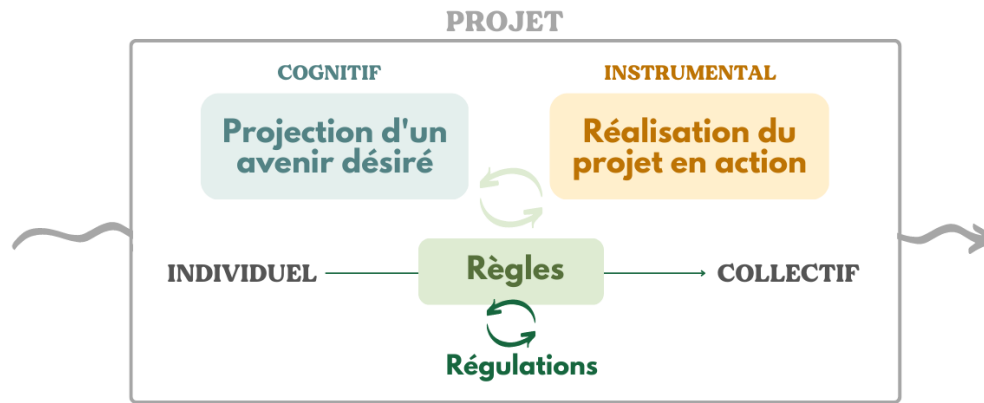 PROJET
COGNITIF
INSTRUMENTAL
Projection d'un
avenir désiré
Réalisation du
projet en action
INDIVIDUEL
Règles
COLLECTIF
Régulations